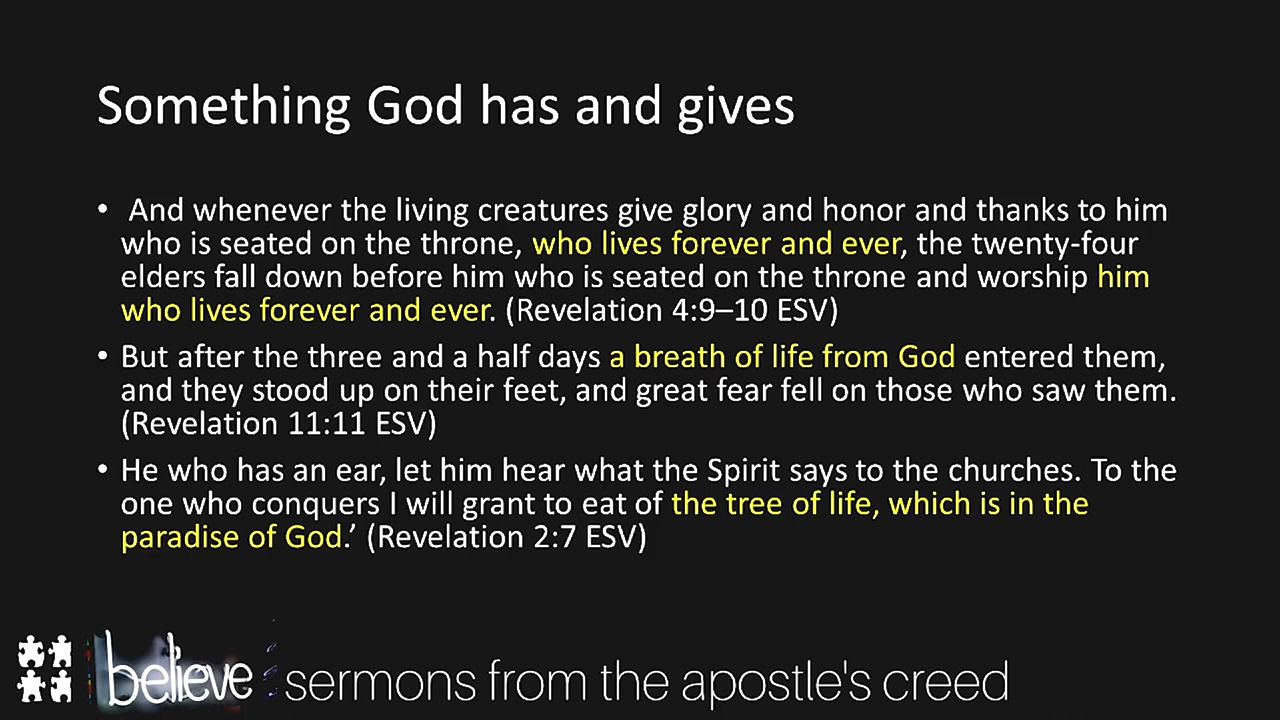 Something God has and gives
• And whenever the living creatures give glory and honor and thanks to him
who is seated on the throne, who lives forever and ever, the twenty-four
elders fall down before him who is seated on the throne and worship him
who lives forever and ever. (Revelation 4:9–10 ESV)
• But after the three and a half days a breath of life from God entered them,
and they stood up on their feet, and great fear fell on those who saw them.
(Revelation 11:11 ESV)
• He who has an ear, let him hear what the Spirit says to the churches. To the
one who conquers I will grant to eat of the tree of life, which is in the
paradise of God.’ (Revelation 2:7 ESV)
believe sermons from the apostle's creed